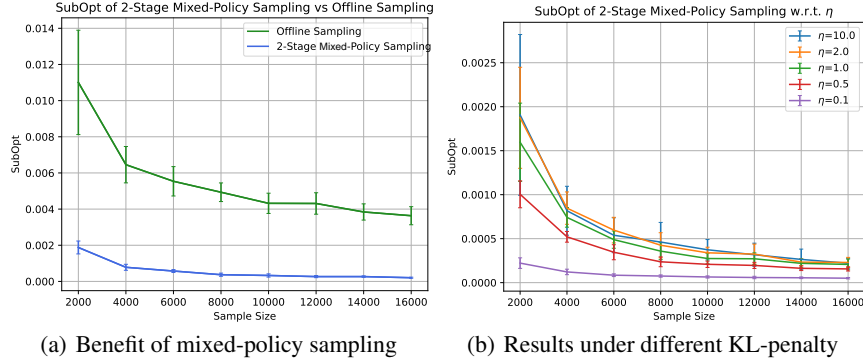 SubOpt of 2-Stage Mixed-Policy Sampling vs Offline Sampling
Offline Sampling
2-Stage Mixed-Policy Sampling
0.014
0.012
0.010
0.008
0.006
0.004
0.002
0.000
SubOpt
2000 4000 6000 8000 10000 12000 14000 16000
Sample Size
(a) Benefit of mixed-policy sampling
SubOpt of 2-Stage Mixed-Policy Sampling w.r.t. η
η=10.0
η=2.0
η=1.0
η=0.5
η=0.1
0.0025
0.0020
0.0015
0.0010
0.0005
0.0000
SubOpt
2000 4000 6000 8000 10000 12000 14000 16000
Sample Size
(b) Results under different KL-penalty